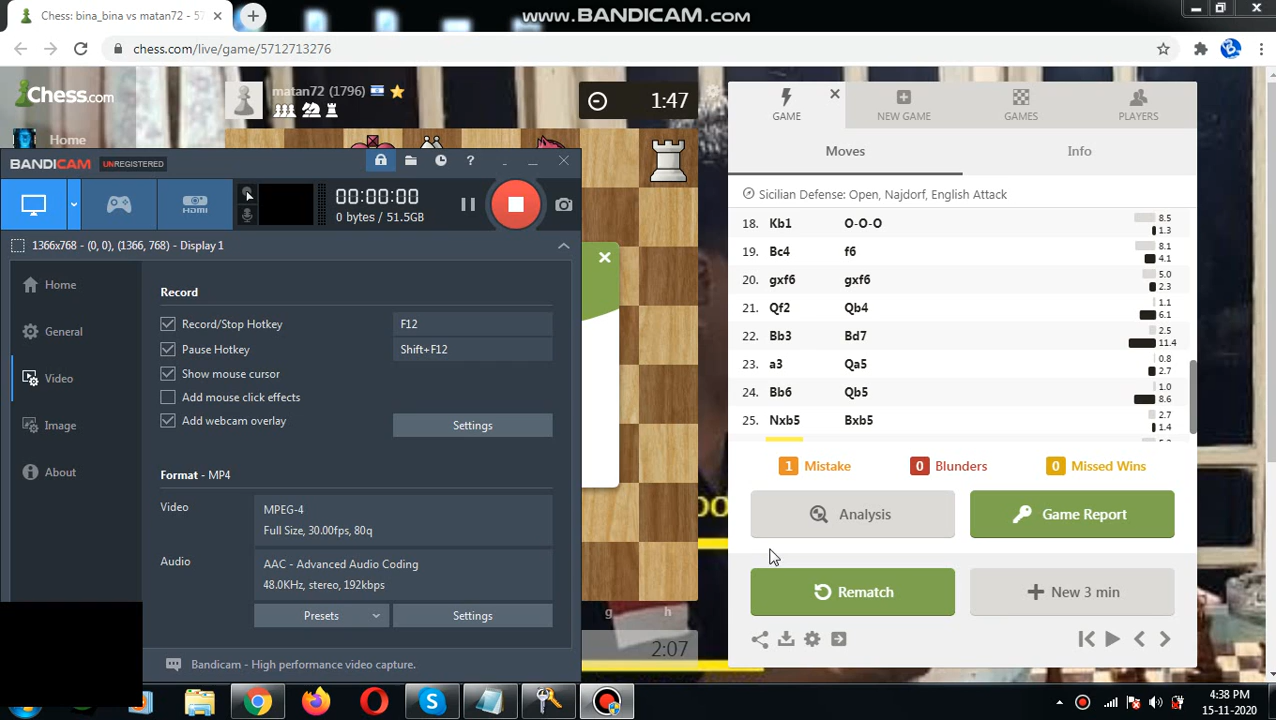 www.BANDICAM.com
Chess: bina_bina vs matan72 - 57
chess.com/live/game/5712713276
Chess.com
matan72 (1796)
1:47
Home
GAME
NEW GAME
GAMES
PLAYERS
Moves
Info
Sicilian Defense: Open, Najdorf, English Attack
18. Kb1 O-O-O 8.5 1.3
19. Bc4 f6 8.1 4.1
20. gxf6 gxf6 5.0 2.3
21. Qf2 Qb4 1.1 6.1
22. Bb3 Bd7 2.5 11.4
23. a3 Qa5 0.8 2.7
24. Bb6 Qb5 1.0 8.6
25. Nxb5 Bxb5 2.7 1.4
1 Mistake
0 Blunders
0 Missed Wins
Analysis
Game Report
Rematch
New 3 min
BANDICAM UNREGISTERED
HDMI
00:00:00
0 bytes / 51.5GB
1366x768 - (0, 0), (1366, 768) - Display 1
Home
General
Video
Image
About
Record
Record/Stop Hotkey F12
Pause Hotkey Shift+F12
Show mouse cursor
Add mouse click effects
Add webcam overlay
Settings
Format - MP4
Video
MPEG-4
Full Size, 30.00fps, 80q
Audio
AAC - Advanced Audio Coding
48.0KHz, stereo, 192kbps
Presets
Settings
Bandicam - High performance video capture.
g h
2:07
4:38 PM
15-11-2020